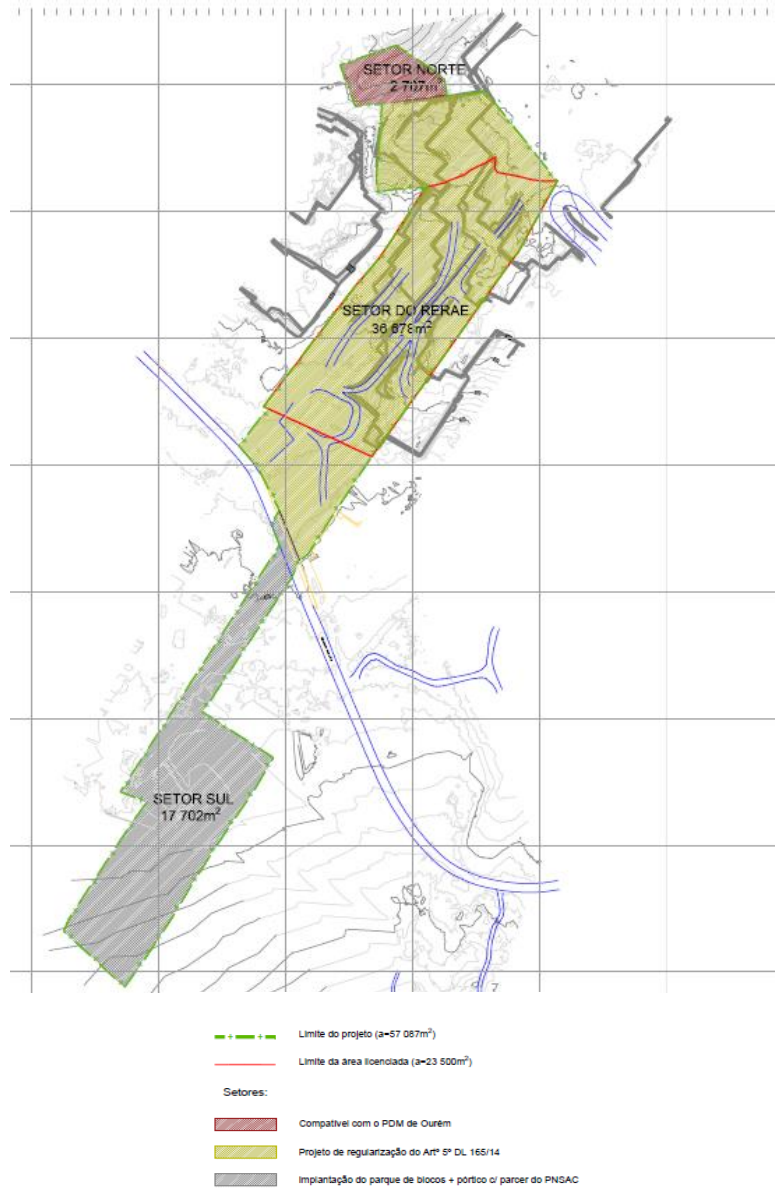 SETOR NORTE
2 707m²
SETOR DO RERAE
36 678m²
SETOR SUL
17 702m²
Limite do projeto (a=57 087m²)
Limite da área licenciada (a=23 500m²)
Setores:
Compatível com o PDM de Ourém
Projeto de regularização do Artº 5º DL 165/14
Implantação do parque de blocos + pórtico c/ parcer do PNSAC